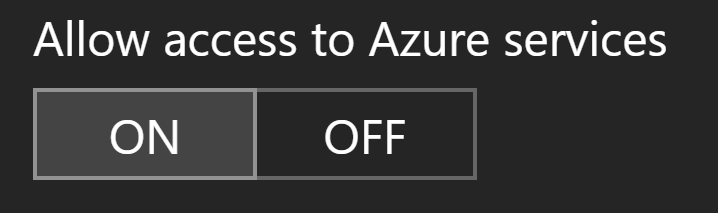 Allow access to Azure services
ON OFF